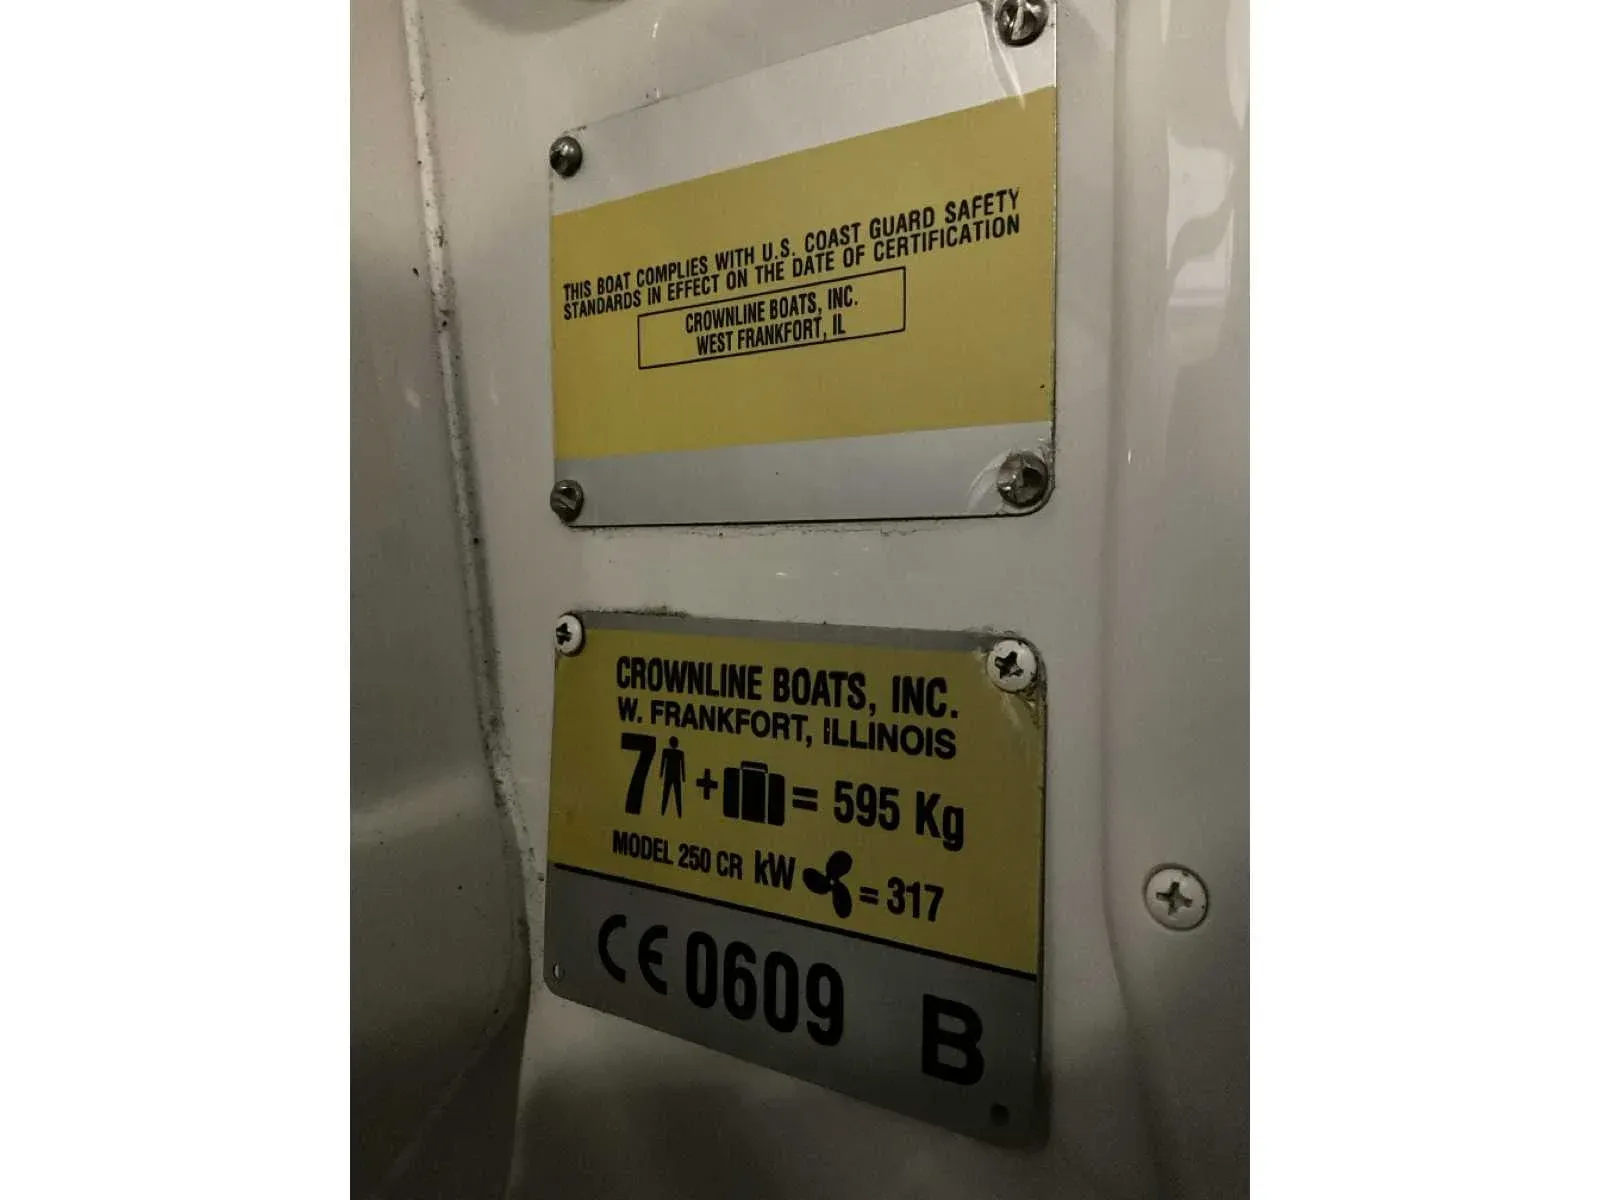 THIS BOAT COMPLIES WITH U.S. COAST GUARD SAFETY
STANDARDS IN EFFECT ON THE DATE OF CERTIFICATION
CROWNLINE BOATS, INC.
WEST FRANKFORT, IL
CROWNLINE BOATS, INC.
W. FRANKFORT, ILLINOIS
7 + = 595 Kg
MODEL 250 CR kW = 317
CE 0609 B